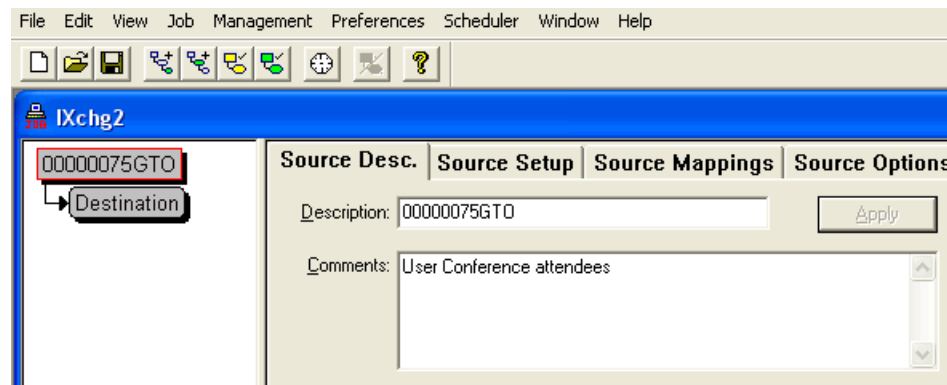 File Edit View Job Management Preferences Scheduler Window Help
IXchg2
00000075GTO
Destination
Source Desc. Source Setup Source Mappings Source Options
Description: 00000075GTO Apply
Comments: User Conference attendees